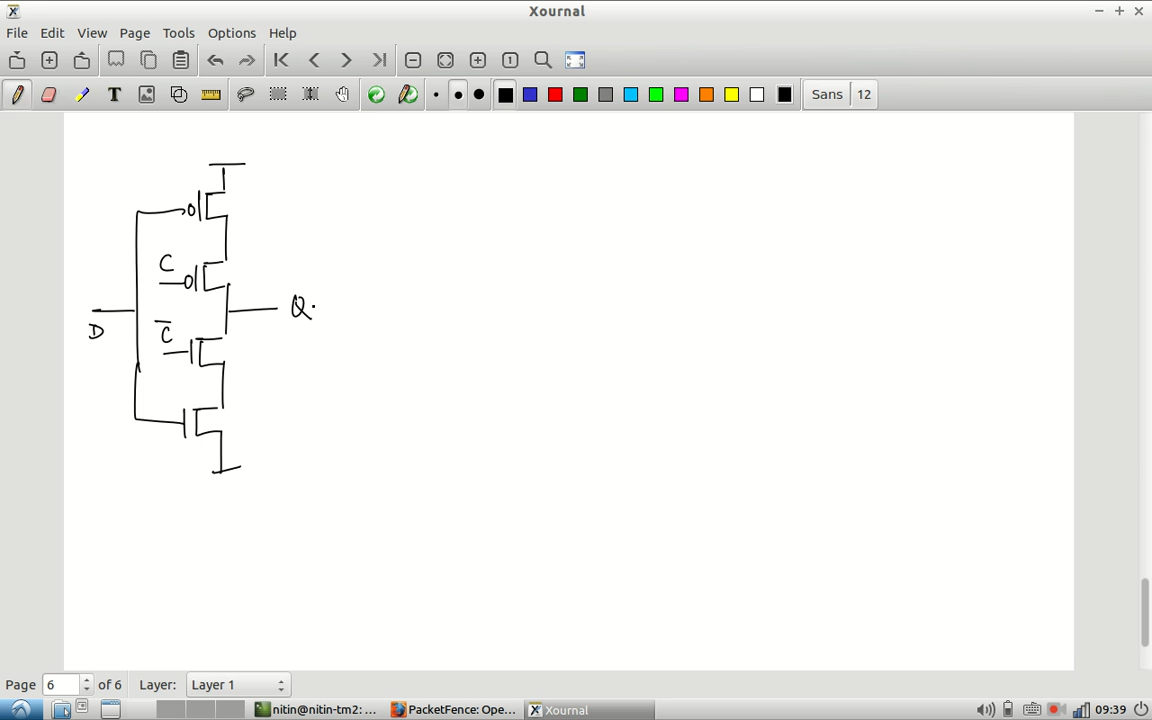 Xournal
File Edit View Page Tools Options Help
Sans 12
C
Q.
C̅
D
Page 6 of 6 Layer: Layer 1
nitin@nitin-tm2: ... PacketFence: Ope... Xournal 09:39